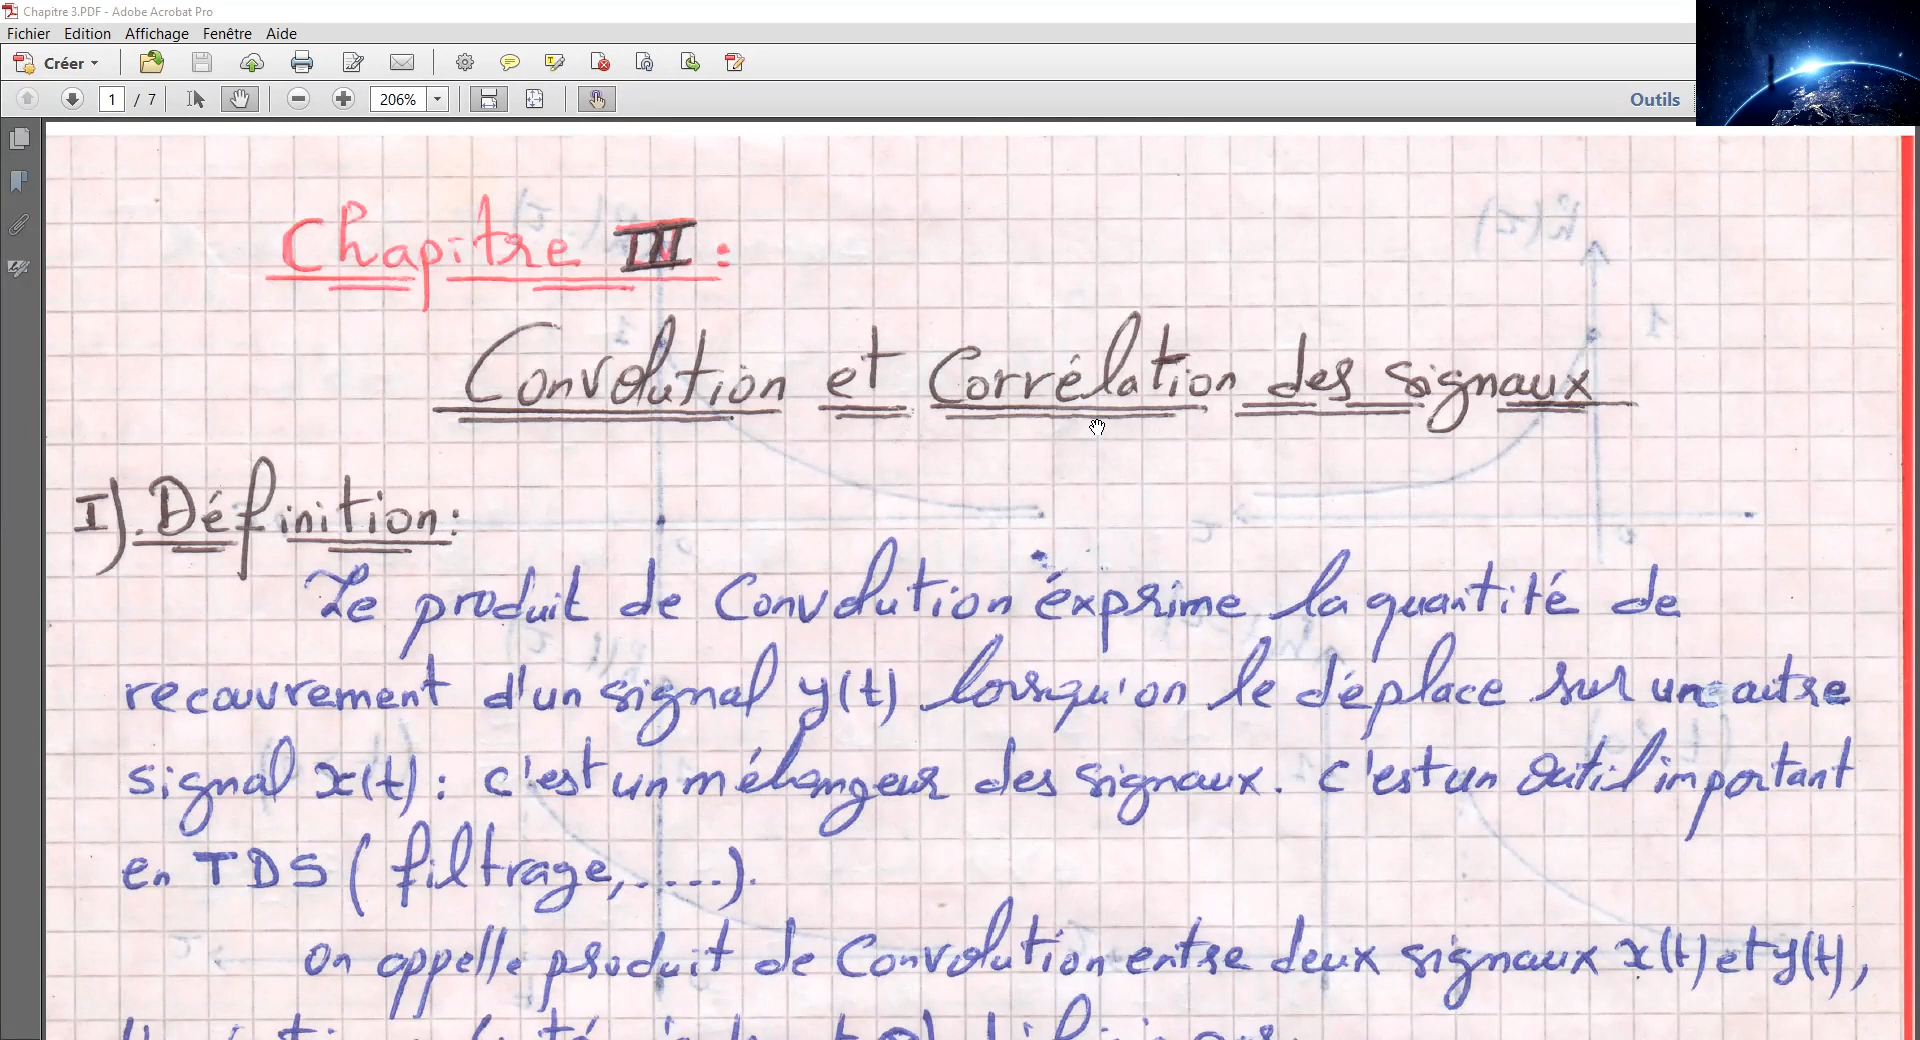 Chapitre 3.PDF - Adobe Acrobat Pro
Fichier Edition Affichage Fenêtre Aide
Créer
1 / 7 206% Outils
Chapitre III :
Convolution et Corrélation des signaux
I). Définition :
Le produit de Convolution éxprime la quantité de
recouvrement d'un signal y(t) lorsqu'on le déplace sur un autre
signal x(t) : c'est un mélangeur des signaux. c'est un outil important
en TDS ( filtrage, .....).
On appelle produit de Convolution entre deux signaux x(t) et y(t),